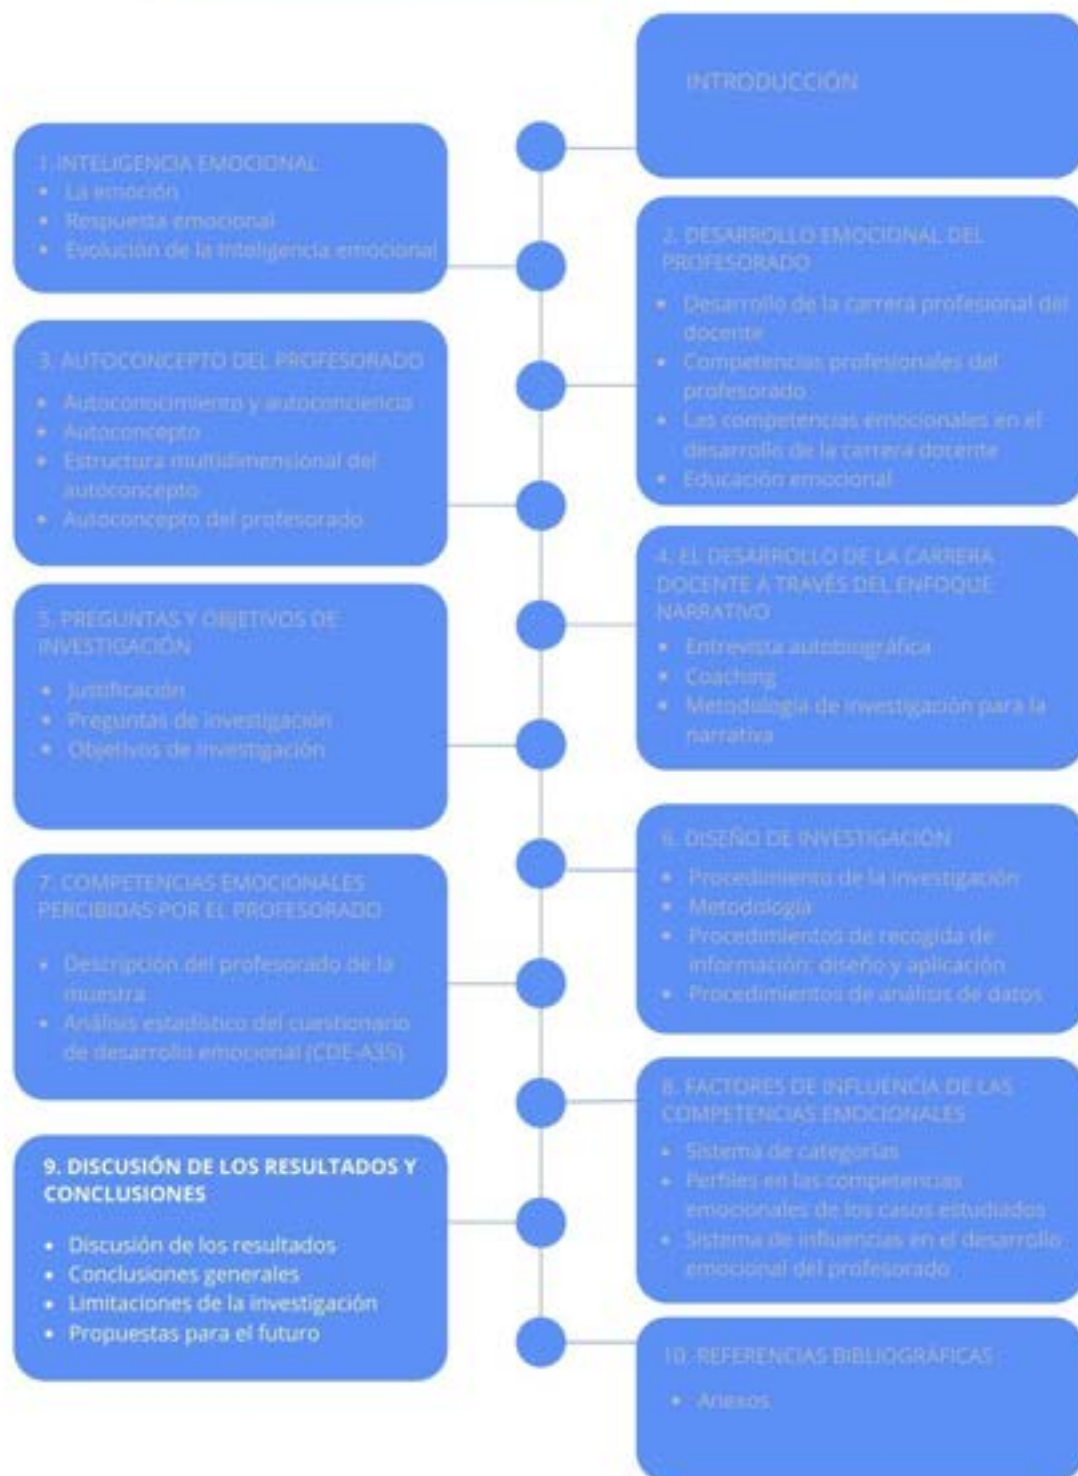 INTRODUCCIÓN
1. INTELIGENCIA EMOCIONAL
• La emoción
• Respuesta emocional
• Evolución de la Inteligencia emocional
2. DESARROLLO EMOCIONAL DEL
PROFESORADO
• Desarrollo de la carrera profesional del
docente
• Competencias profesionales del
profesorado
• Las competencias emocionales en el
desarrollo de la carrera docente
• Educación emocional
3. AUTOCONCEPTO DEL PROFESORADO
• Autoconocimiento y autoconciencia
• Autoconcepto
• Estructura multidimensional del
autoconcepto
• Autoconcepto del profesorado
4. EL DESARROLLO DE LA CARRERA
DOCENTE A TRAVÉS DEL ENFOQUE
NARRATIVO
• Entrevista autobiográfica
• Coaching
• Metodología de investigación para la
narrativa
5. PREGUNTAS Y OBJETIVOS DE
INVESTIGACIÓN
• Justificación
• Preguntas de investigación
• Objetivos de investigación
6. DISEÑO DE INVESTIGACIÓN
• Procedimiento de la investigación
• Metodología
• Procedimientos de recogida de
información: diseño y aplicación
• Procedimientos de análisis de datos
7. COMPETENCIAS EMOCIONALES
PERCIBIDAS POR EL PROFESORADO
• Descripción del profesorado de la
muestra
• Análisis estadístico del cuestionario
de desarrollo emocional (CDE-A35)
8. FACTORES DE INFLUENCIA DE LAS
COMPETENCIAS EMOCIONALES
• Sistema de categorías
• Perfiles en las competencias
emocionales de los casos estudiados
• Sistema de influencias en el desarrollo
emocional del profesorado
9. DISCUSIÓN DE LOS RESULTADOS Y
CONCLUSIONES
• Discusión de los resultados
• Conclusiones generales
• Limitaciones de la investigación
• Propuestas para el futuro
10. REFERENCIAS BIBLIOGRÁFICAS
• Anexos